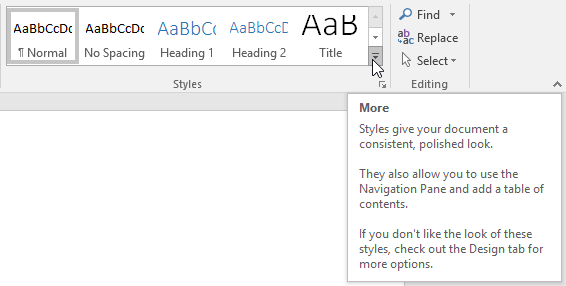 AaBbCcDc AaBbCcDc AaBbCc AaBbCcD AaB
¶ Normal No Spacing Heading 1 Heading 2 Title
Styles
Find
Replace
Select
Editing
More
Styles give your document a
consistent, polished look.
They also allow you to use the
Navigation Pane and add a table of
contents.
If you don't like the look of these
styles, check out the Design tab for
more options.